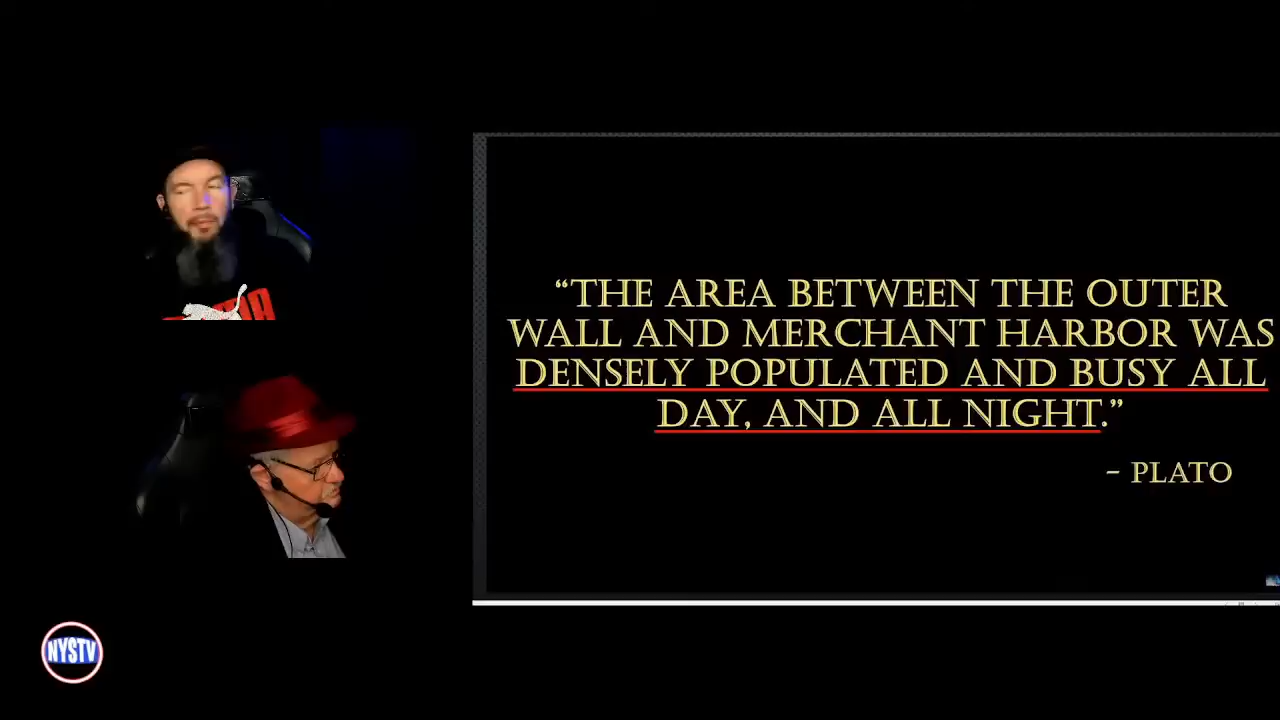 “THE AREA BETWEEN THE OUTER
WALL AND MERCHANT HARBOR WAS
DENSELY POPULATED AND BUSY ALL
DAY, AND ALL NIGHT.”
- PLATO
NYSTV